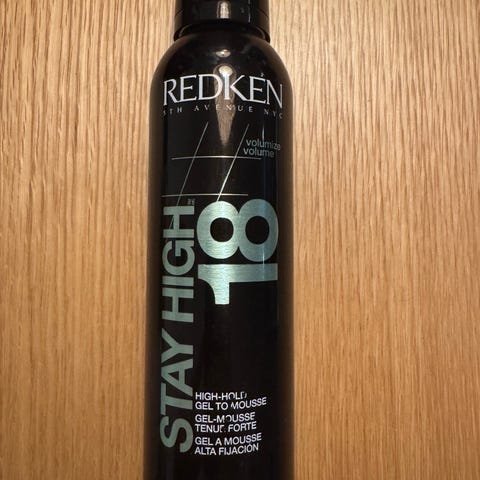 REDKEN
5TH AVENUE NYC
volumize
volume
STAY HIGH
18
HIGH-HOLD
GEL TO MOUSSE
GEL-MOUSSE
TENUE FORTE
GEL A MOUSSE
ALTA FIJACIÓN